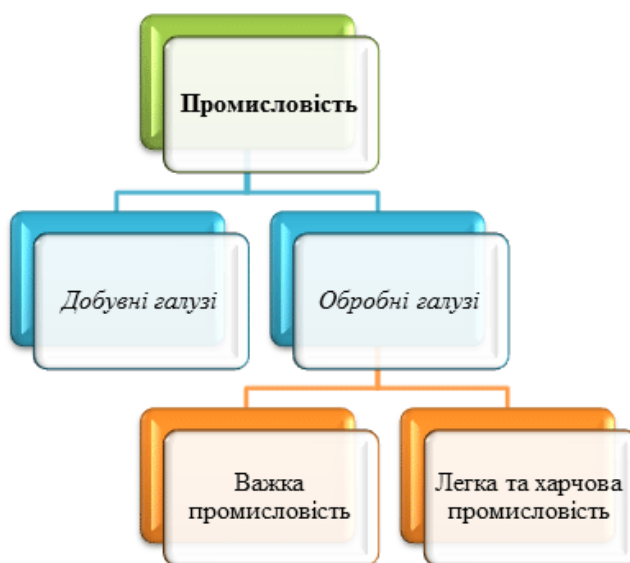 Промисловість
Добувні галузі
Обробні галузі
Важка
промисловість
Легка та харчова
промисловість